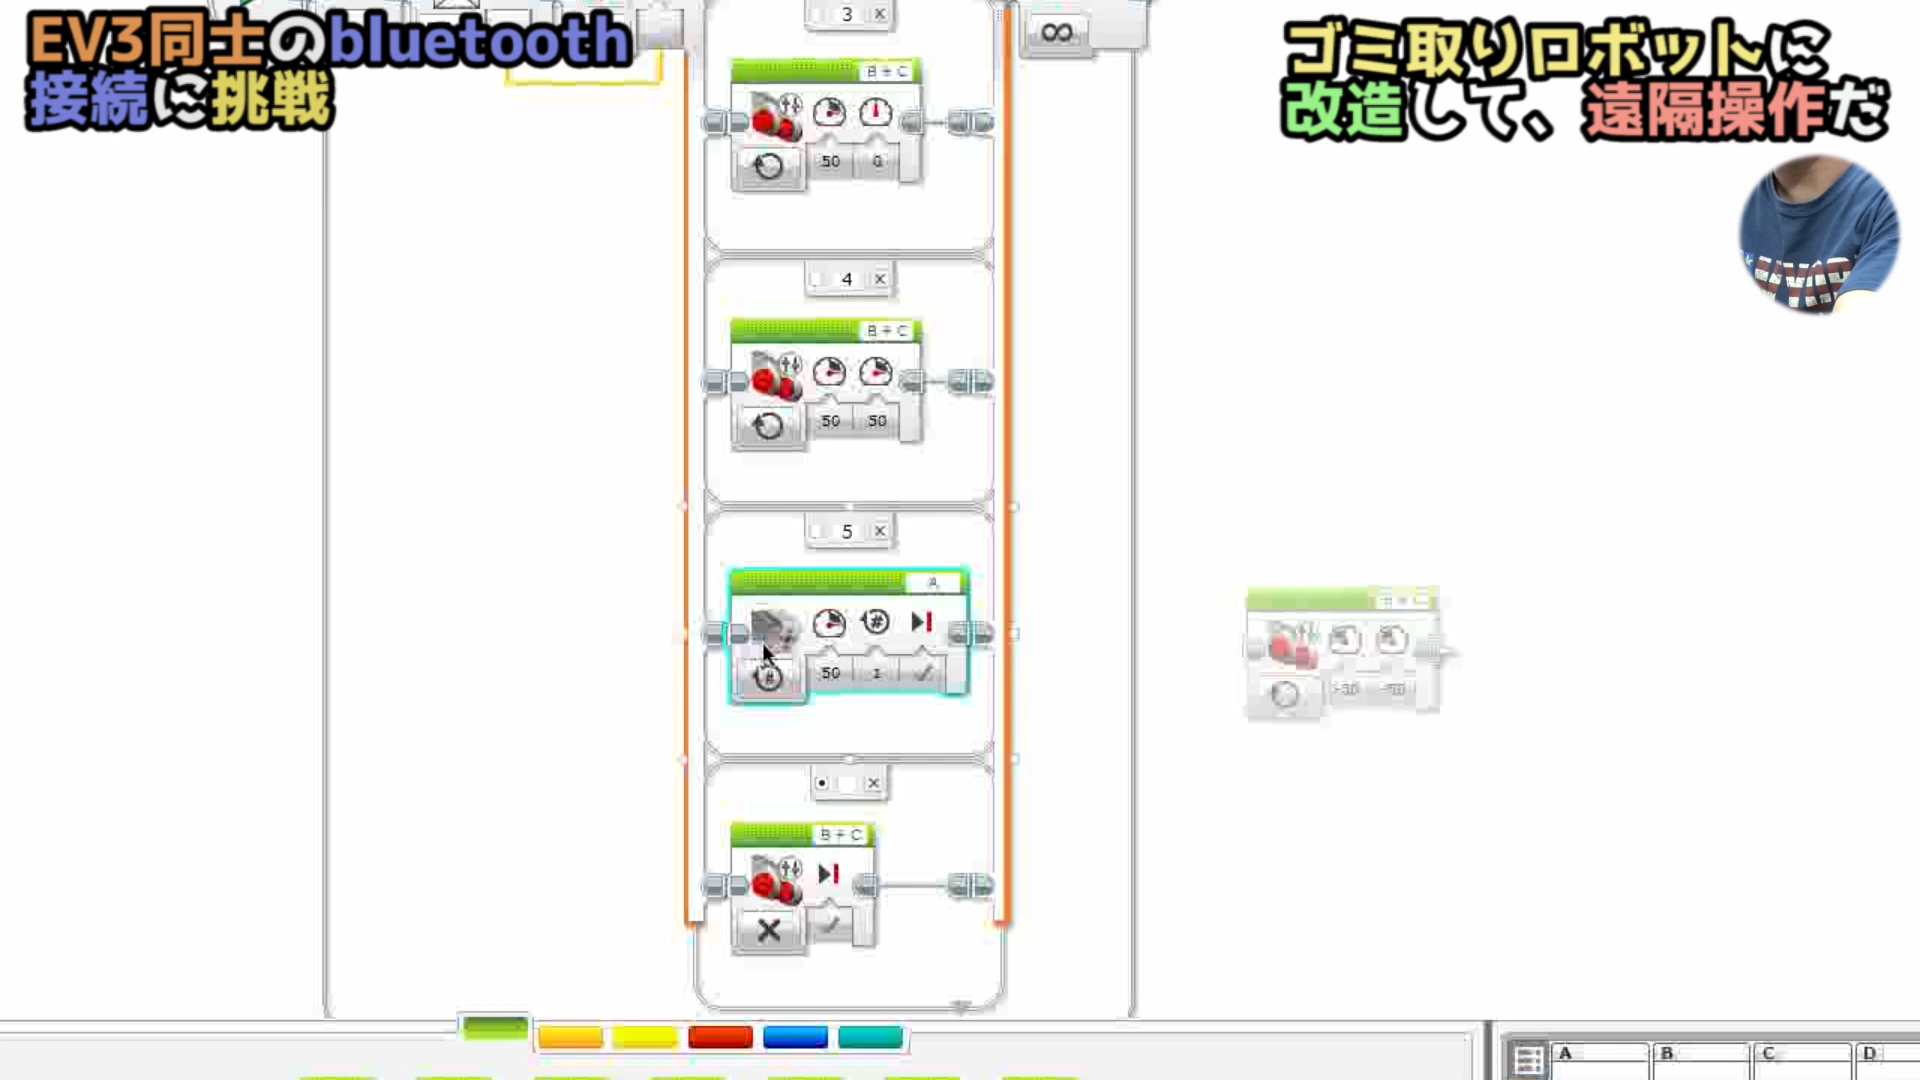 EV3同士のbluetooth
接続に挑戦
ゴミ取りロボットに
改造して、遠隔操作だ
3
B + C
50 0
4
B + C
50 50
5
A
50 1
B + C
A B C D